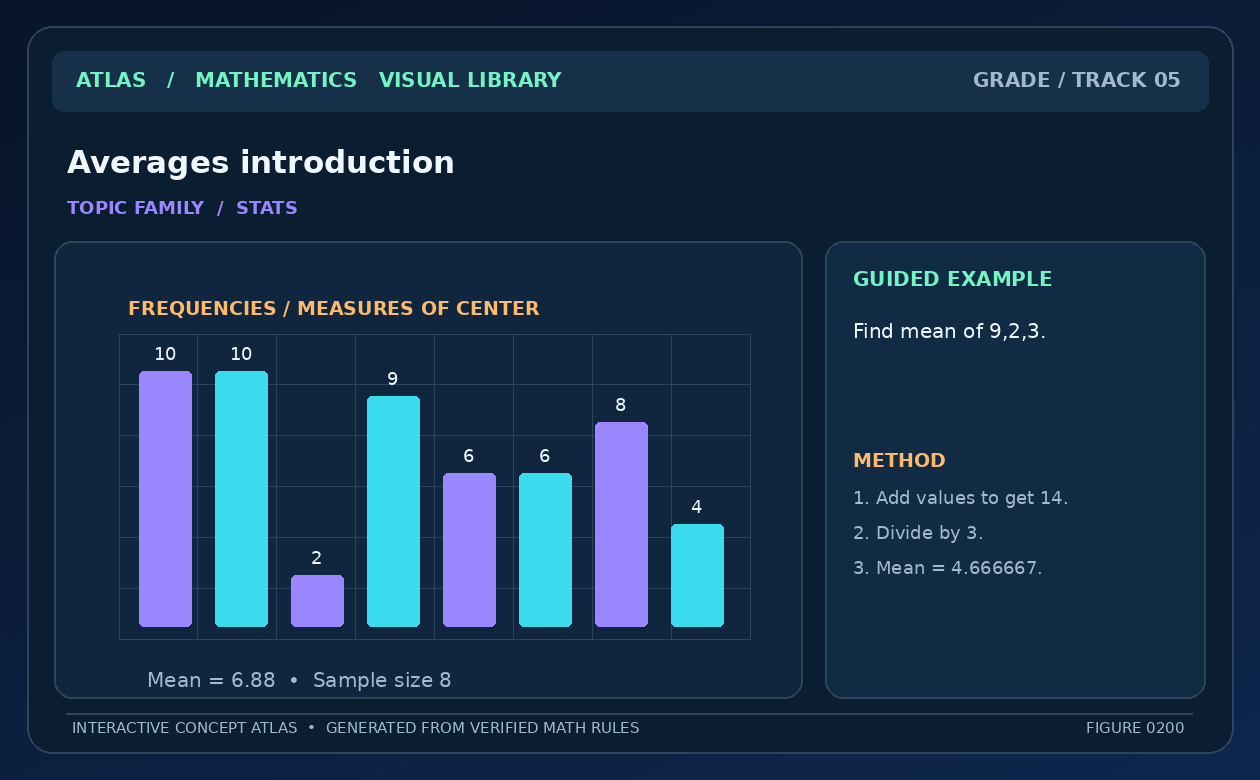 ATLAS / MATHEMATICS VISUAL LIBRARY
GRADE / TRACK 05
Averages introduction
TOPIC FAMILY / STATS
FREQUENCIES / MEASURES OF CENTER
10 10 2 9 6 6 8 4
Mean = 6.88 • Sample size 8
GUIDED EXAMPLE
Find mean of 9,2,3.
METHOD
1. Add values to get 14.
2. Divide by 3.
3. Mean = 4.666667.
INTERACTIVE CONCEPT ATLAS • GENERATED FROM VERIFIED MATH RULES
FIGURE 0200